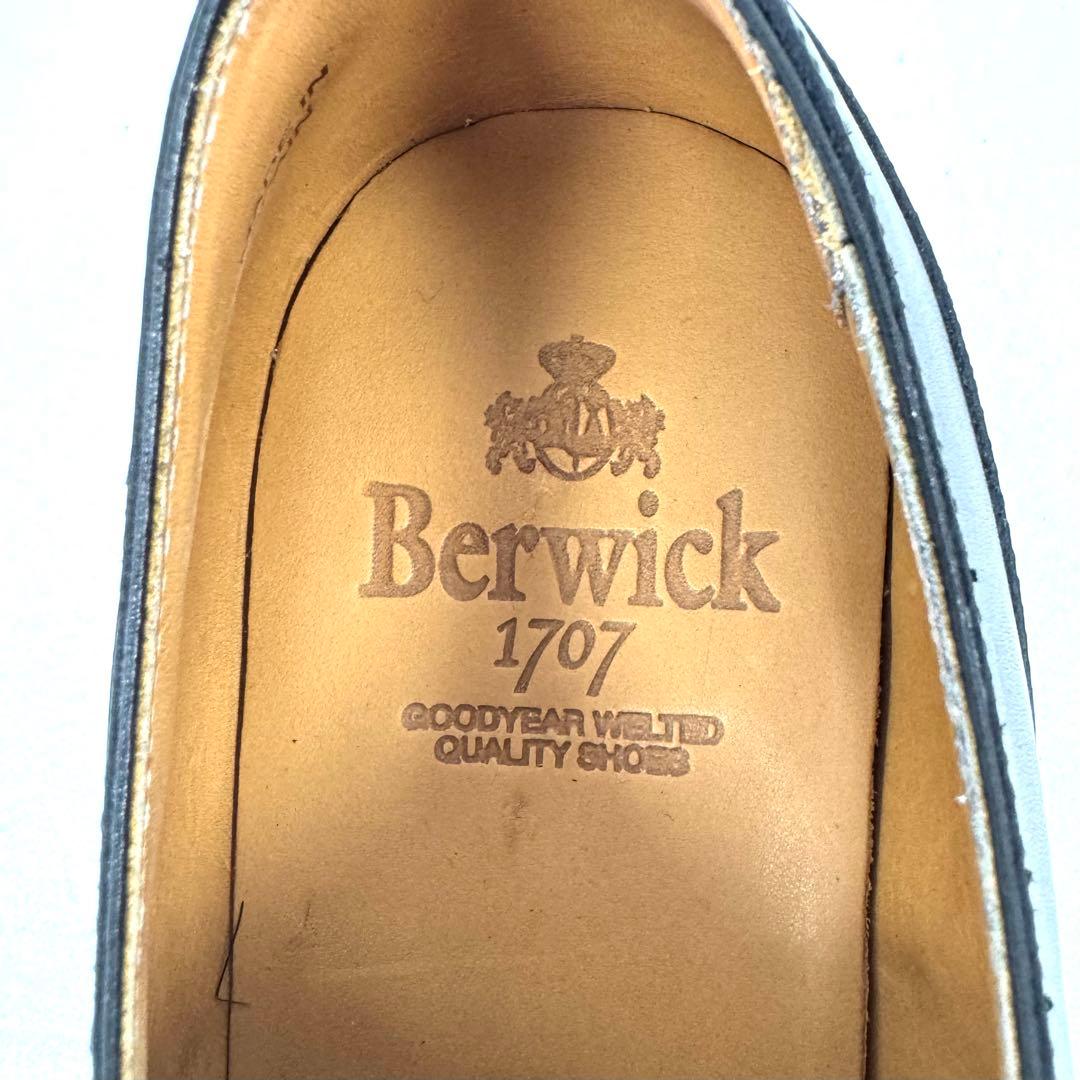 Berwick
1707
GOODYEAR WELTED
QUALITY SHOES